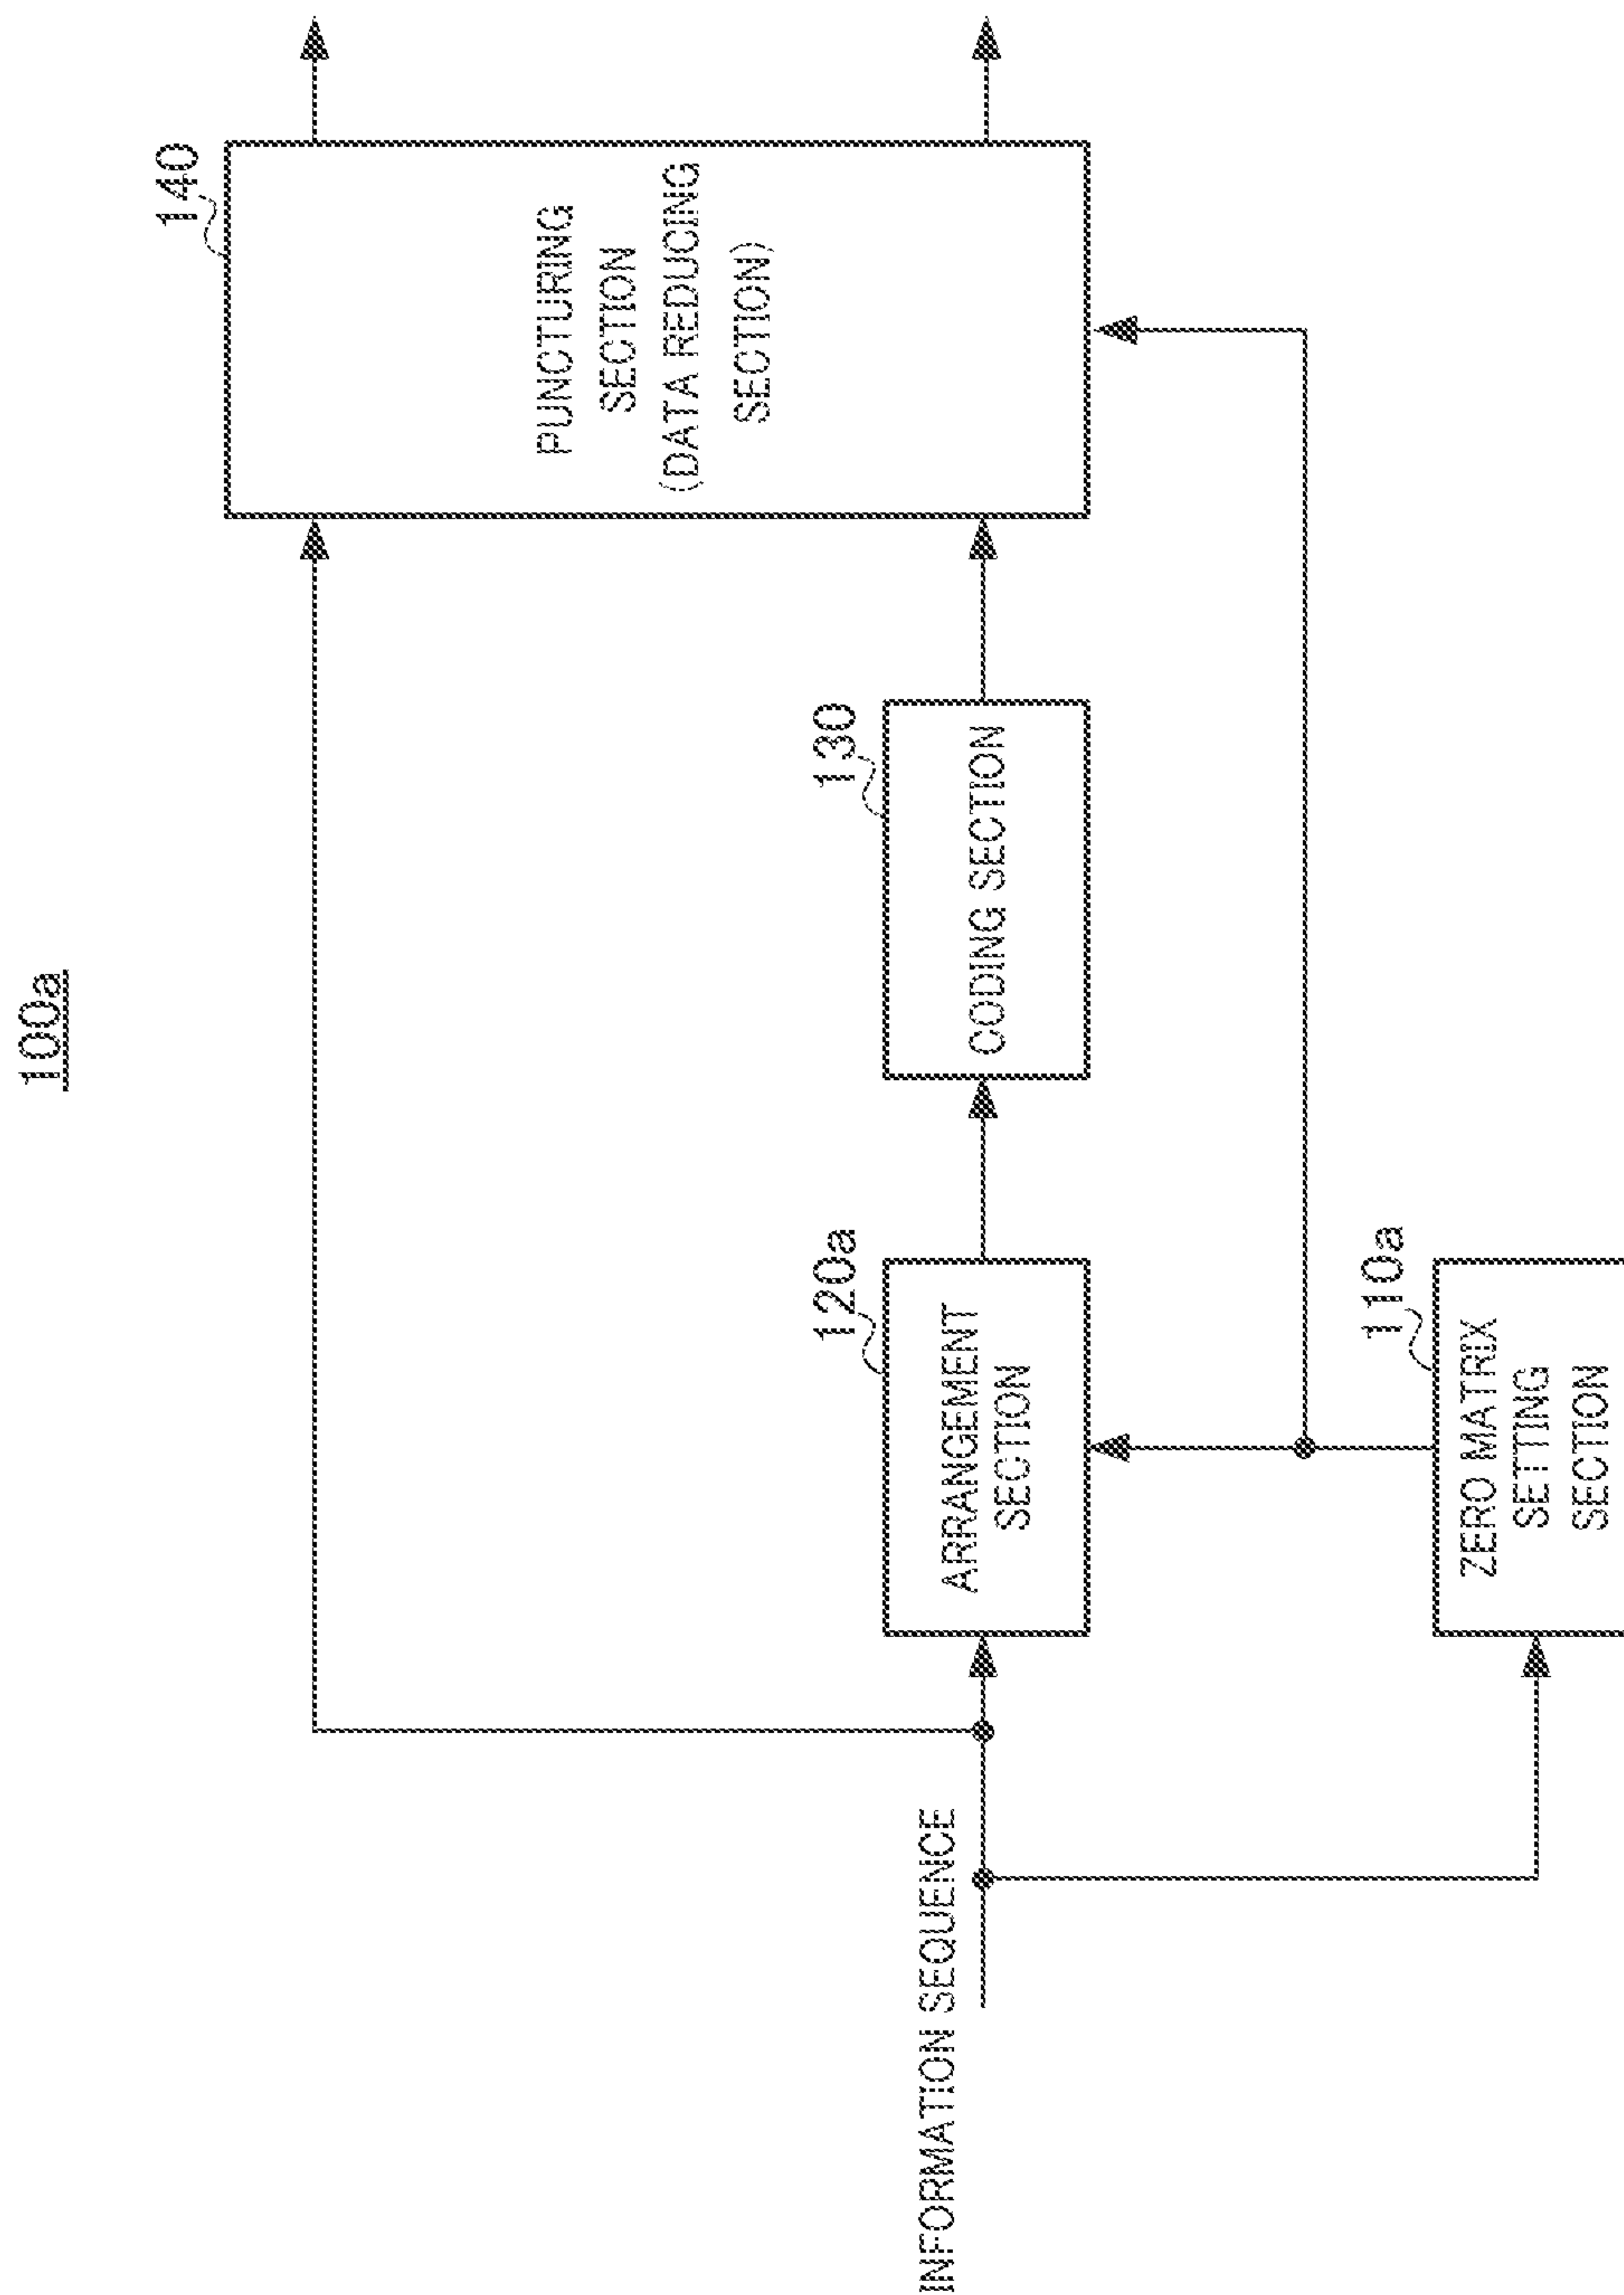 100a
140
PUNCTURING
SECTION
(DATA REDUCING
SECTION)
130
CODING SECTION
120a
ARRANGEMENT
SECTION
110a
ZERO MATRIX
SETTING
SECTION
INFORMATION SEQUENCE